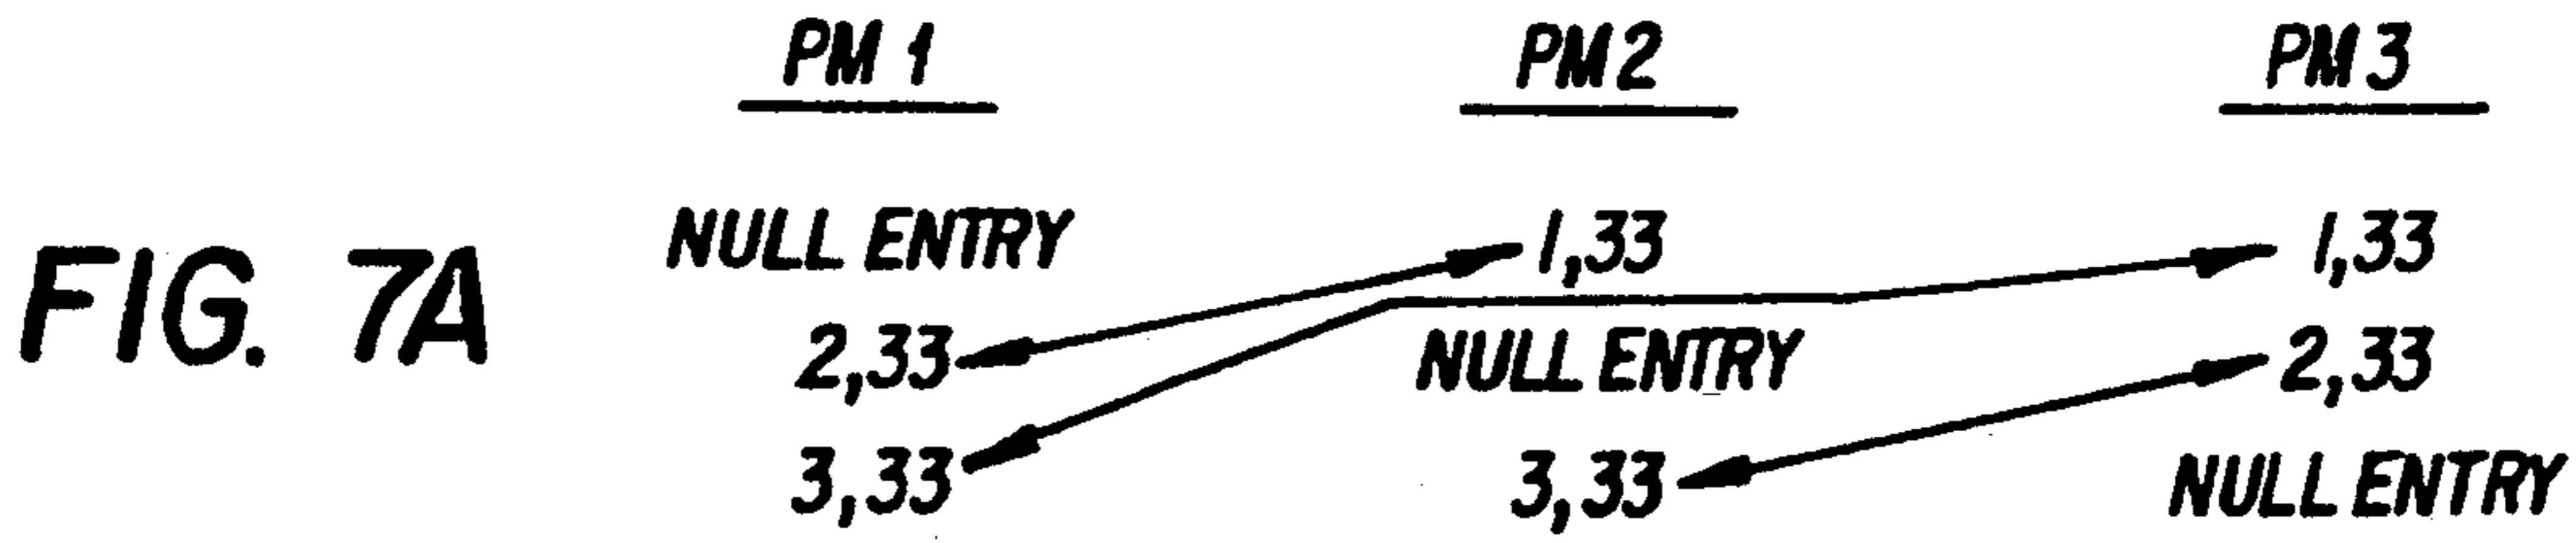 PM 1 PM 2 PM 3
NULL ENTRY 1,33 1,33
FIG. 7A
2,33 NULL ENTRY 2,33
3,33 3,33 NULL ENTRY